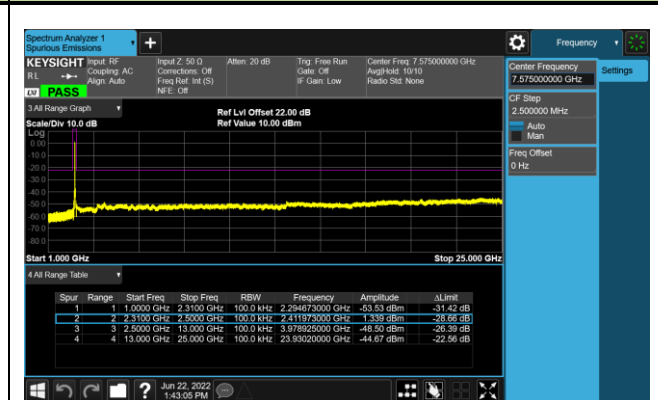 Spectrum Analyzer 1
Spurious Emissions
Frequency
KEYSIGHT
Input: RF
Coupling: AC
Align: Auto
Input Z: 50 Ω
Corrections: Off
Freq Ref: Int (S)
NFE: Off
Atten: 20 dB
Trig: Free Run
Gate: Off
IF Gain: Low
Center Freq: 7.575000000 GHz
Avg|Hold: 10/10
Radio Std: None
RL
LXI PASS
Center Frequency
7.575000000 GHz
Settings
CF Step
2.500000 MHz
Auto
Man
Freq Offset
0 Hz
3 All Range Graph
Ref Lvl Offset 22.00 dB
Scale/Div 10.0 dB
Ref Value 10.00 dBm
Log
0.00
-10.0
-20.0
-30.0
-40.0
-50.0
-60.0
-70.0
-80.0
Start 1.000 GHz
Stop 25.000 GHz
4 All Range Table
Spur Range Start Freq Stop Freq RBW Frequency Amplitude ΔLimit
1 1 1.0000 GHz 2.3100 GHz 100.0 kHz 2.294673000 GHz -53.53 dBm -31.42 dB
2 2 2.3100 GHz 2.5000 GHz 100.0 kHz 2.411973000 GHz 1.339 dBm -28.66 dB
3 3 2.5000 GHz 13.000 GHz 100.0 kHz 3.978925000 GHz -48.50 dBm -26.39 dB
4 4 13.000 GHz 25.000 GHz 100.0 kHz 23.93020000 GHz -44.67 dBm -22.56 dB
?
Jun 22, 2022
1:43:05 PM